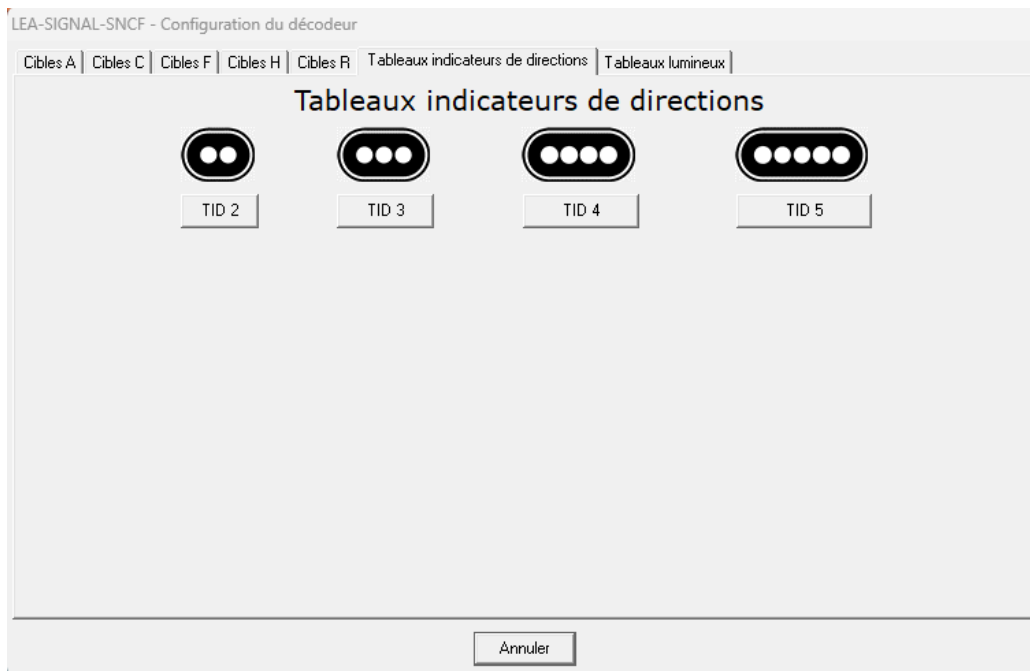 LEA-SIGNAL-SNCF - Configuration du décodeur
Cibles A Cibles C Cibles F Cibles H Cibles R Tableaux indicateurs de directions Tableaux lumineux
Tableaux indicateurs de directions
TID 2 TID 3 TID 4 TID 5
Annuler